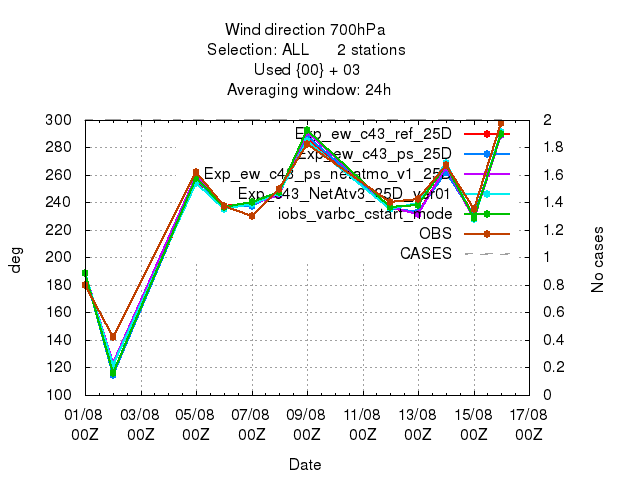 Wind direction 700hPa
Selection: ALL 2 stations
Used {00} + 03
Averaging window: 24h
300
280
260
240
220
200
180
160
140
120
100
deg
2
1.8
1.6
1.4
1.2
1
0.8
0.6
0.4
0.2
0
No cases
Exp_ew_c43_ref_25D
Exp_ew_c43_ps_25D
Exp_ew_c43_ps_netatmo_v1_25D
Exp_c43_NetAtv3_25D_var01
iobs_varbc_cstart_mode
OBS
CASES
01/08 03/08 05/08 07/08 09/08 11/08 13/08 15/08 17/08
00Z 00Z 00Z 00Z 00Z 00Z 00Z 00Z 00Z
Date